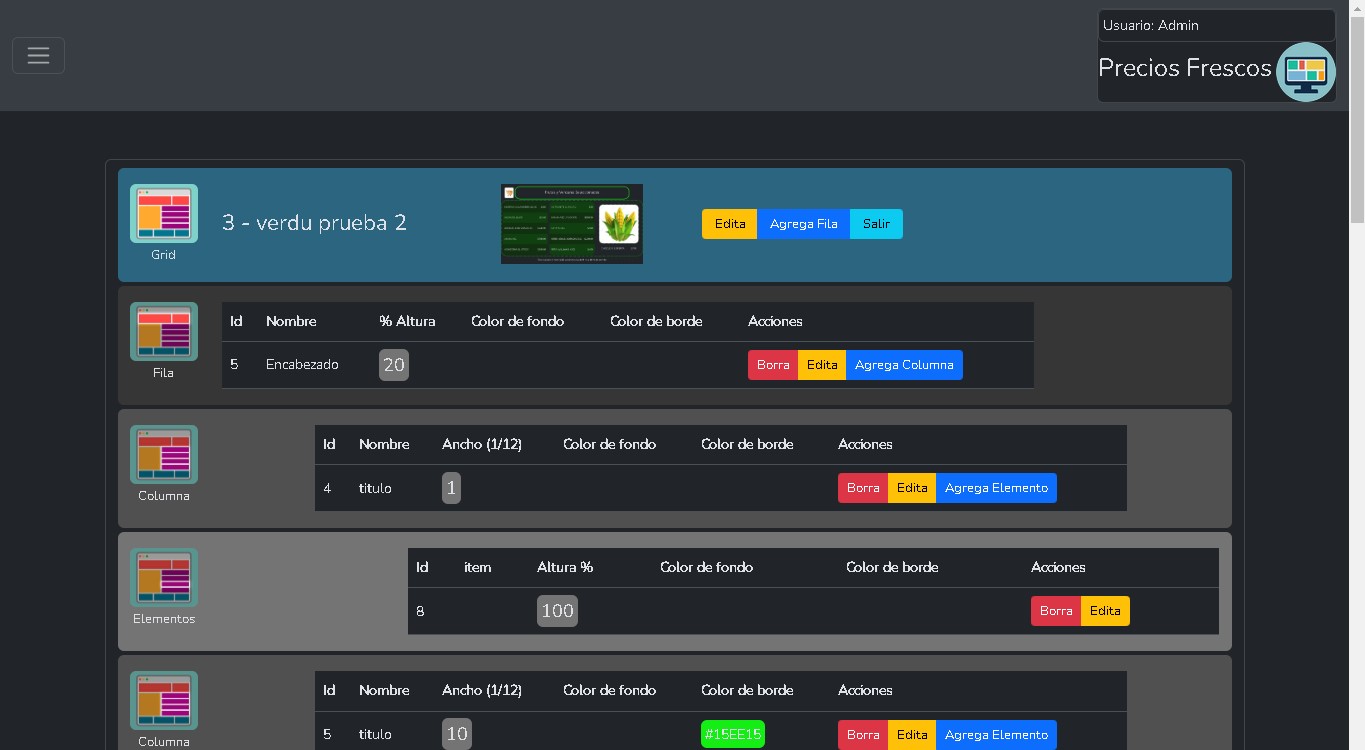 Usuario: Admin
Precios Frescos
3 - verdu prueba 2
Edita Agrega Fila Salir
Grid
Id Nombre % Altura Color de fondo Color de borde Acciones
5 Encabezado 20 Borra Edita Agrega Columna
Fila
Id Nombre Ancho (1/12) Color de fondo Color de borde Acciones
4 titulo 1 Borra Edita Agrega Elemento
Columna
Id item Altura % Color de fondo Color de borde Acciones
8 100 Borra Edita
Elementos
Id Nombre Ancho (1/12) Color de fondo Color de borde Acciones
5 titulo 10 #15EE15 Borra Edita Agrega Elemento
Columna